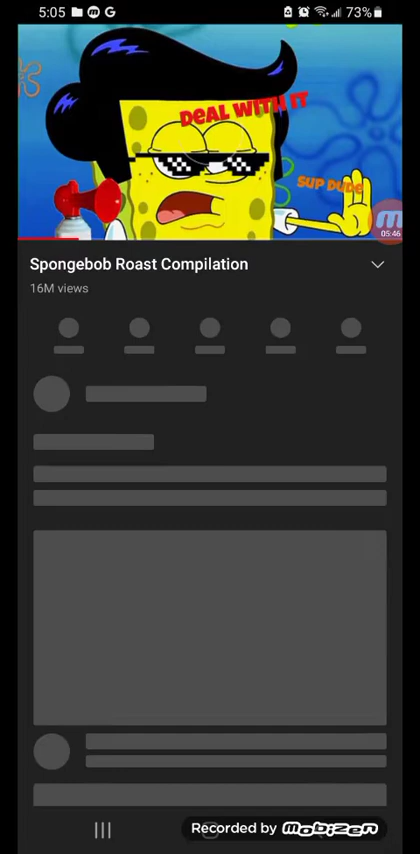 5:05
G
73%
DEAL WITH IT
SUP DUDE
05:46
Spongebob Roast Compilation
16M views
Recorded by mobizen